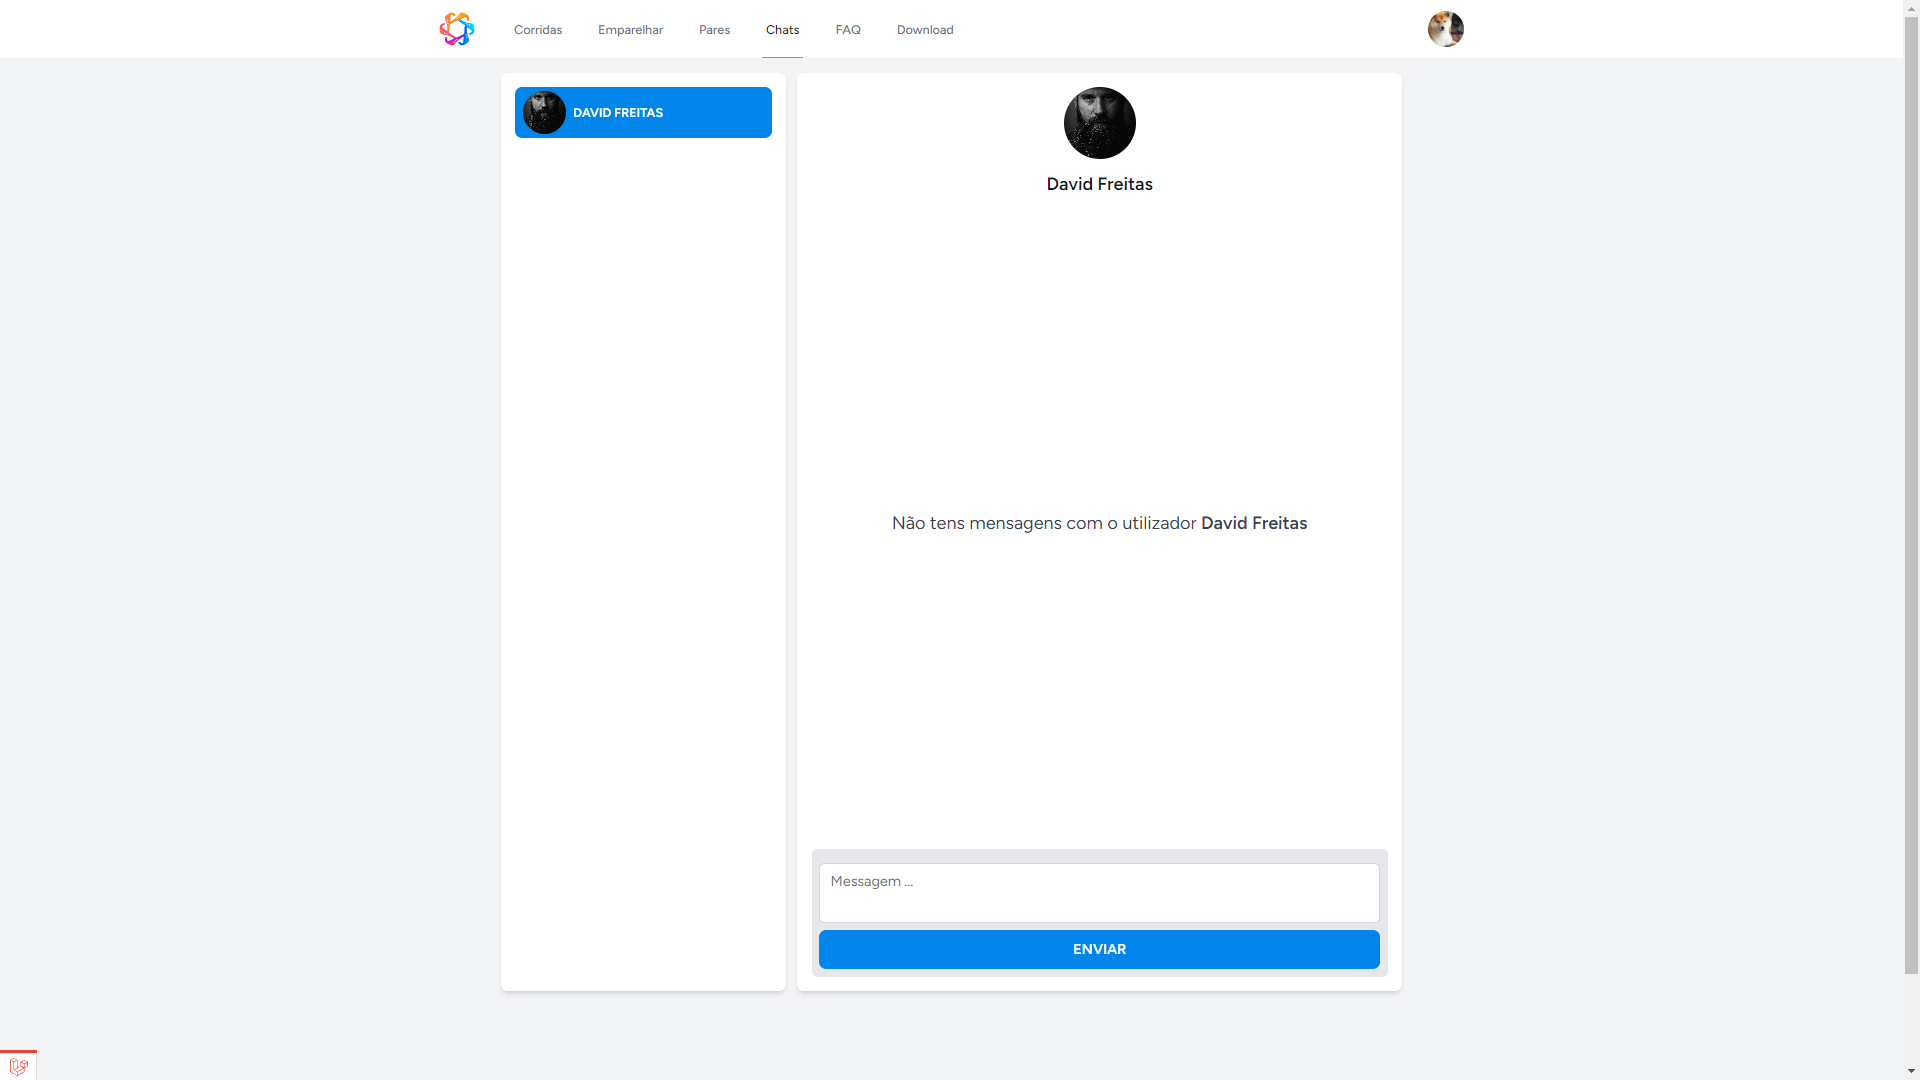 Corridas Emparelhar Pares Chats FAQ Download
DAVID FREITAS
David Freitas
Não tens mensagens com o utilizador David Freitas
Messagem ...
ENVIAR